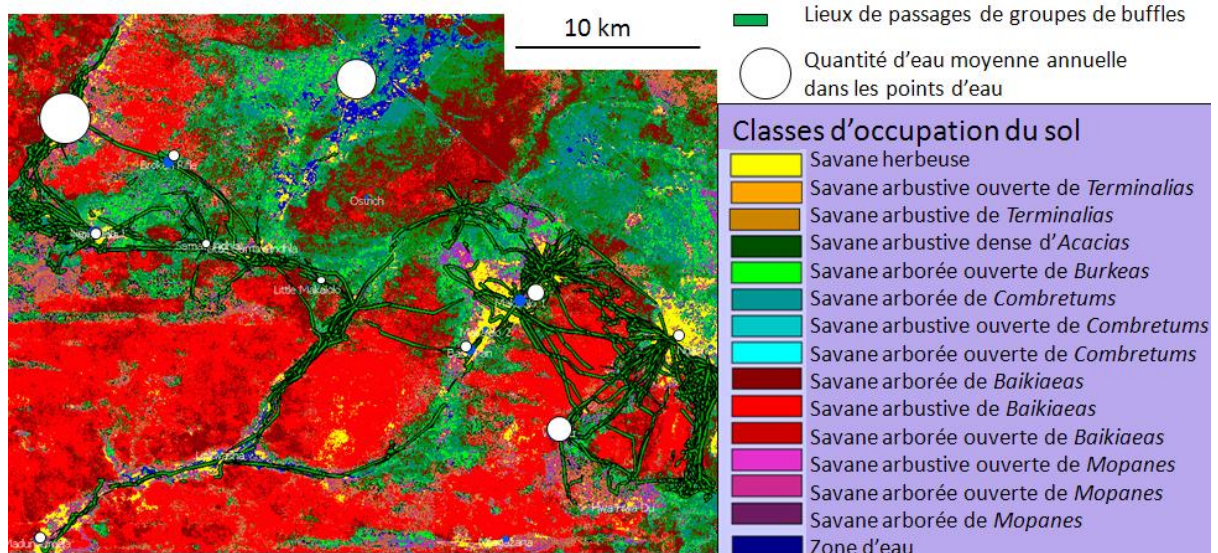 10 km
Lieux de passages de groupes de buffles
Quantité d'eau moyenne annuelle
dans les points d'eau
Classes d'occupation du sol
Savane herbeuse
Savane arbustive ouverte de Terminalias
Savane arbustive de Terminalias
Savane arbustive dense d'Acacias
Savane arborée ouverte de Burkeas
Savane arborée de Combretums
Savane arbustive ouverte de Combretums
Savane arborée ouverte de Combretums
Savane arborée de Baikiaeas
Savane arbustive de Baikiaeas
Savane arborée ouverte de Baikiaeas
Savane arbustive ouverte de Mopanes
Savane arborée ouverte de Mopanes
Savane arborée de Mopanes
Zone d'eau
Ostrich
Little Makalolo